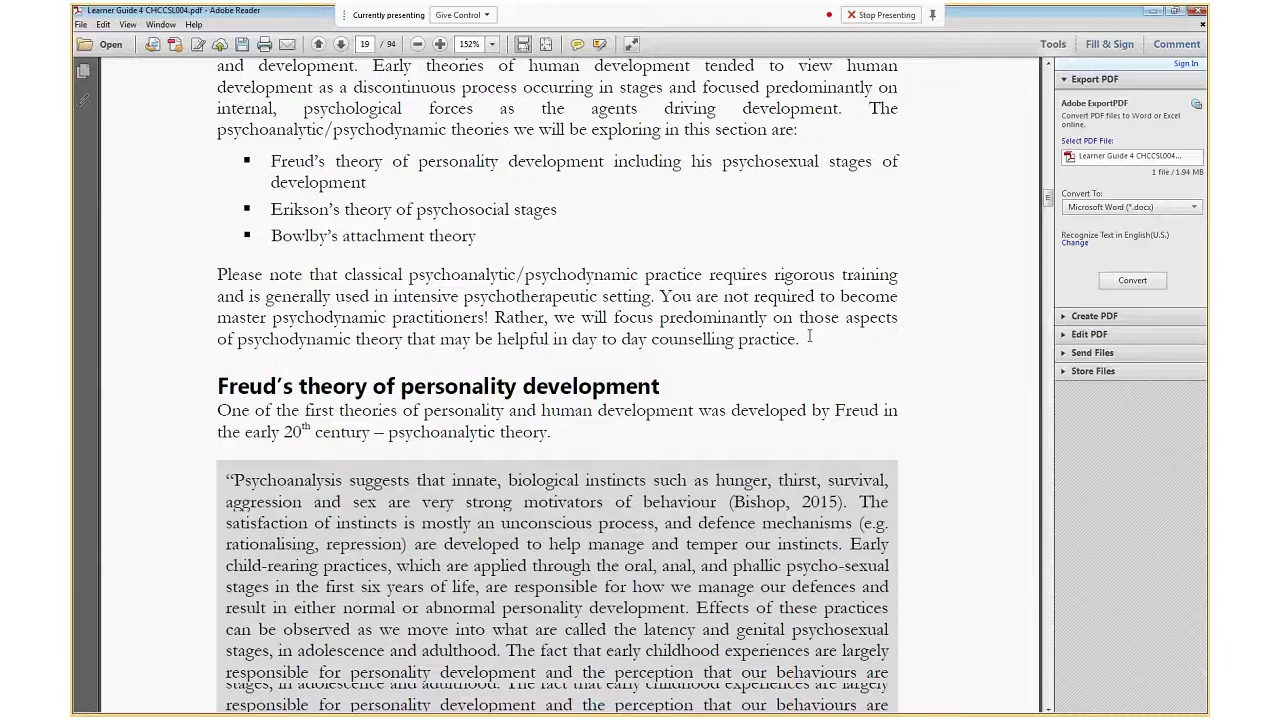 Learner Guide 4 CHCCSL004.pdf - Adobe Reader
Currently presenting
Give Control
Stop Presenting
File Edit View Window Help
Open
19 / 94
152%
Tools
Fill & Sign
Comment
and development. Early theories of human development tended to view human
development as a discontinuous process occurring in stages and focused predominantly on
internal, psychological forces as the agents driving development. The
psychoanalytic/psychodynamic theories we will be exploring in this section are:
▪ Freud's theory of personality development including his psychosexual stages of
development
▪ Erikson's theory of psychosocial stages
▪ Bowlby's attachment theory
Please note that classical psychoanalytic/psychodynamic practice requires rigorous training
and is generally used in intensive psychotherapeutic setting. You are not required to become
master psychodynamic practitioners! Rather, we will focus predominantly on those aspects
of psychodynamic theory that may be helpful in day to day counselling practice.
Freud's theory of personality development
One of the first theories of personality and human development was developed by Freud in
the early 20th century – psychoanalytic theory.
“Psychoanalysis suggests that innate, biological instincts such as hunger, thirst, survival,
aggression and sex are very strong motivators of behaviour (Bishop, 2015). The
satisfaction of instincts is mostly an unconscious process, and defence mechanisms (e.g.
rationalising, repression) are developed to help manage and temper our instincts. Early
child-rearing practices, which are applied through the oral, anal, and phallic psycho-sexual
stages in the first six years of life, are responsible for how we manage our defences and
result in either normal or abnormal personality development. Effects of these practices
can be observed as we move into what are called the latency and genital psychosexual
stages, in adolescence and adulthood. The fact that early childhood experiences are largely
responsible for personality development and the perception that our behaviours are
stages, in adolescence and adulthood. The fact that early childhood experiences are largely
responsible for personality development and the perception that our behaviours are
Sign In
Export PDF
Adobe ExportPDF
Convert PDF files to Word or Excel
online.
Select PDF File:
Learner Guide 4 CHCCSL004...
1 file / 1.94 MB
Convert To:
Microsoft Word (*.docx)
Recognize Text in English(U.S.)
Change
Convert
Create PDF
Edit PDF
Send Files
Store Files